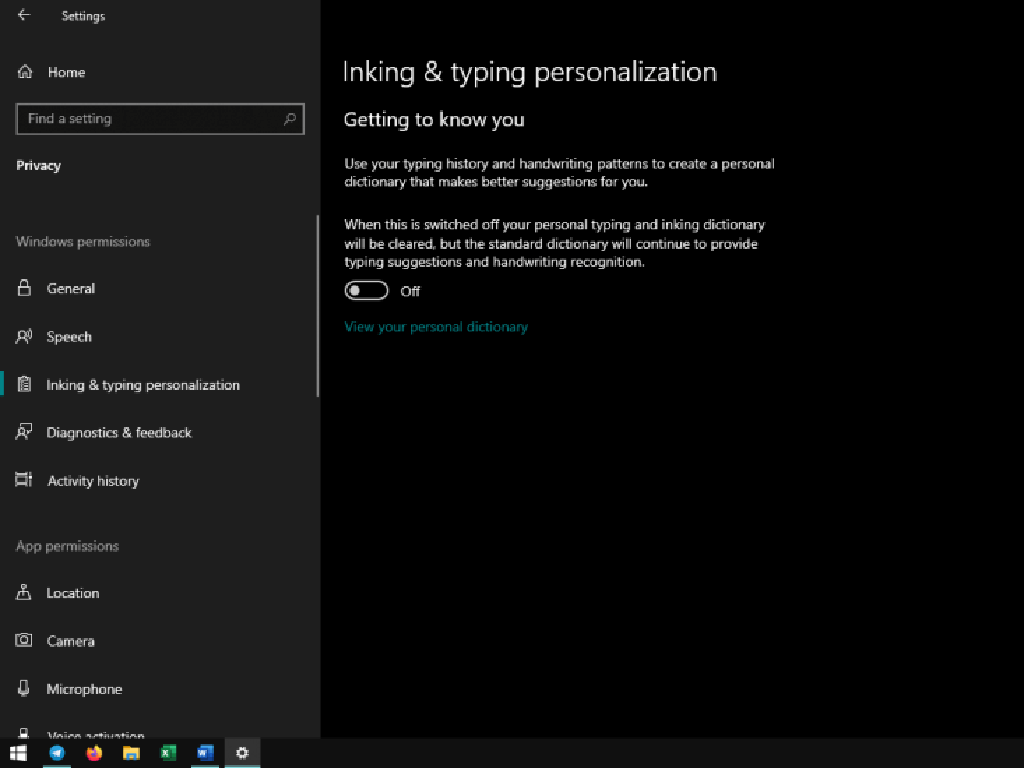 Settings
Home
Find a setting
Privacy
Windows permissions
General
Speech
Inking & typing personalization
Diagnostics & feedback
Activity history
App permissions
Location
Camera
Microphone
Voice activation
Inking & typing personalization
Getting to know you
Use your typing history and handwriting patterns to create a personal
dictionary that makes better suggestions for you.
When this is switched off your personal typing and inking dictionary
will be cleared, but the standard dictionary will continue to provide
typing suggestions and handwriting recognition.
Off
View your personal dictionary